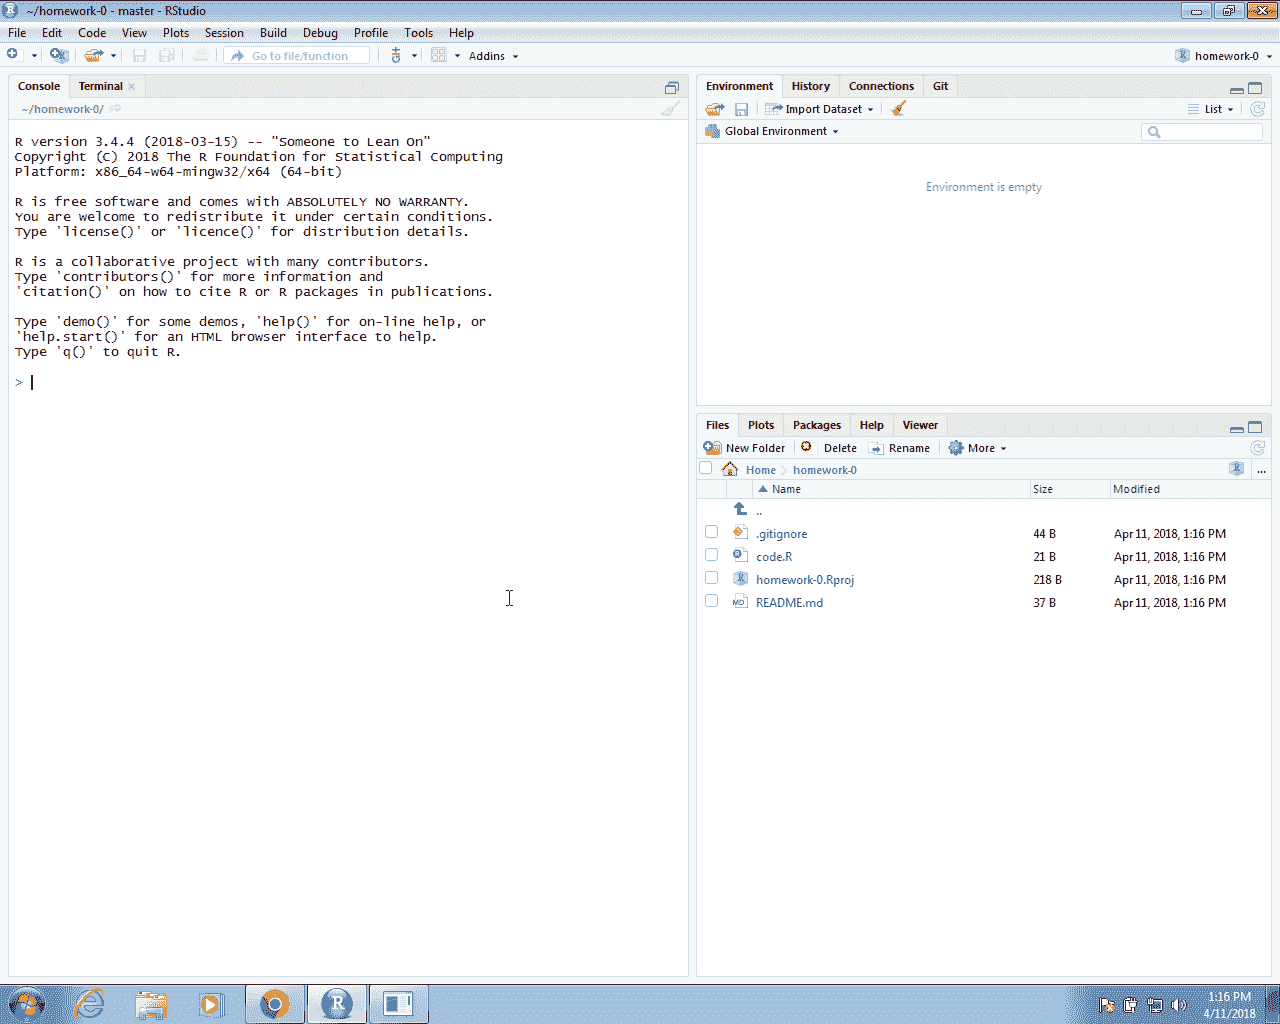 ~/homework-0 - master - RStudio
File Edit Code View Plots Session Build Debug Profile Tools Help
Go to file/function Addins homework-0
Console Terminal
~/homework-0/
R version 3.4.4 (2018-03-15) -- "Someone to Lean On"
Copyright (C) 2018 The R Foundation for Statistical Computing
Platform: x86_64-w64-mingw32/x64 (64-bit)
R is free software and comes with ABSOLUTELY NO WARRANTY.
You are welcome to redistribute it under certain conditions.
Type 'license()' or 'licence()' for distribution details.
R is a collaborative project with many contributors.
Type 'contributors()' for more information and
'citation()' on how to cite R or R packages in publications.
Type 'demo()' for some demos, 'help()' for on-line help, or
'help.start()' for an HTML browser interface to help.
Type 'q()' to quit R.
>
Environment History Connections Git
Import Dataset List
Global Environment
Environment is empty
Files Plots Packages Help Viewer
New Folder Delete Rename More
Home homework-0 ...
Name Size Modified
..
.gitignore 44 B Apr 11, 2018, 1:16 PM
code.R 21 B Apr 11, 2018, 1:16 PM
homework-0.Rproj 218 B Apr 11, 2018, 1:16 PM
README.md 37 B Apr 11, 2018, 1:16 PM
1:16 PM
4/11/2018